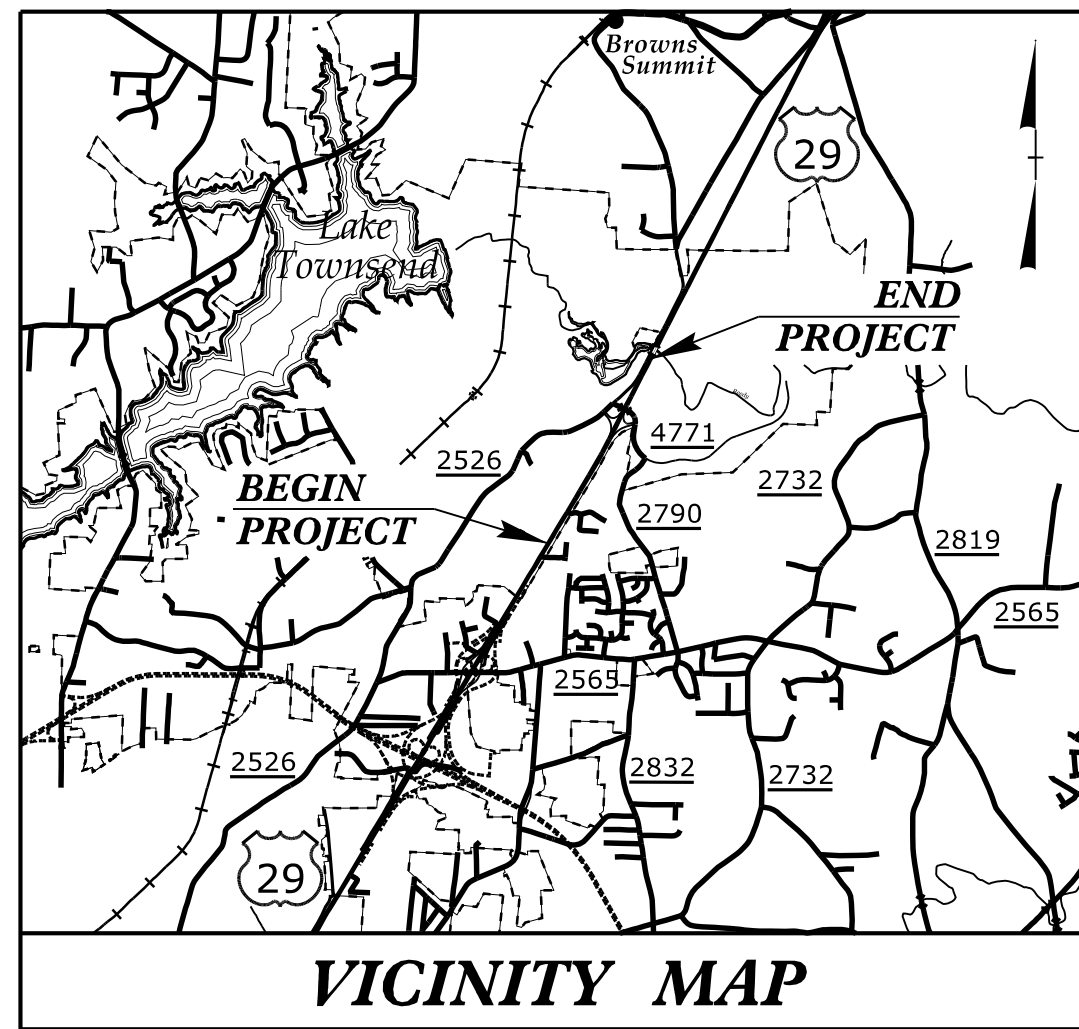 Browns
Summit
29
Lake
Townsend
END
PROJECT
4771
2526
2732
BEGIN
PROJECT
2790
2819
2565
2565
2526
2832
2732
29
VICINITY MAP